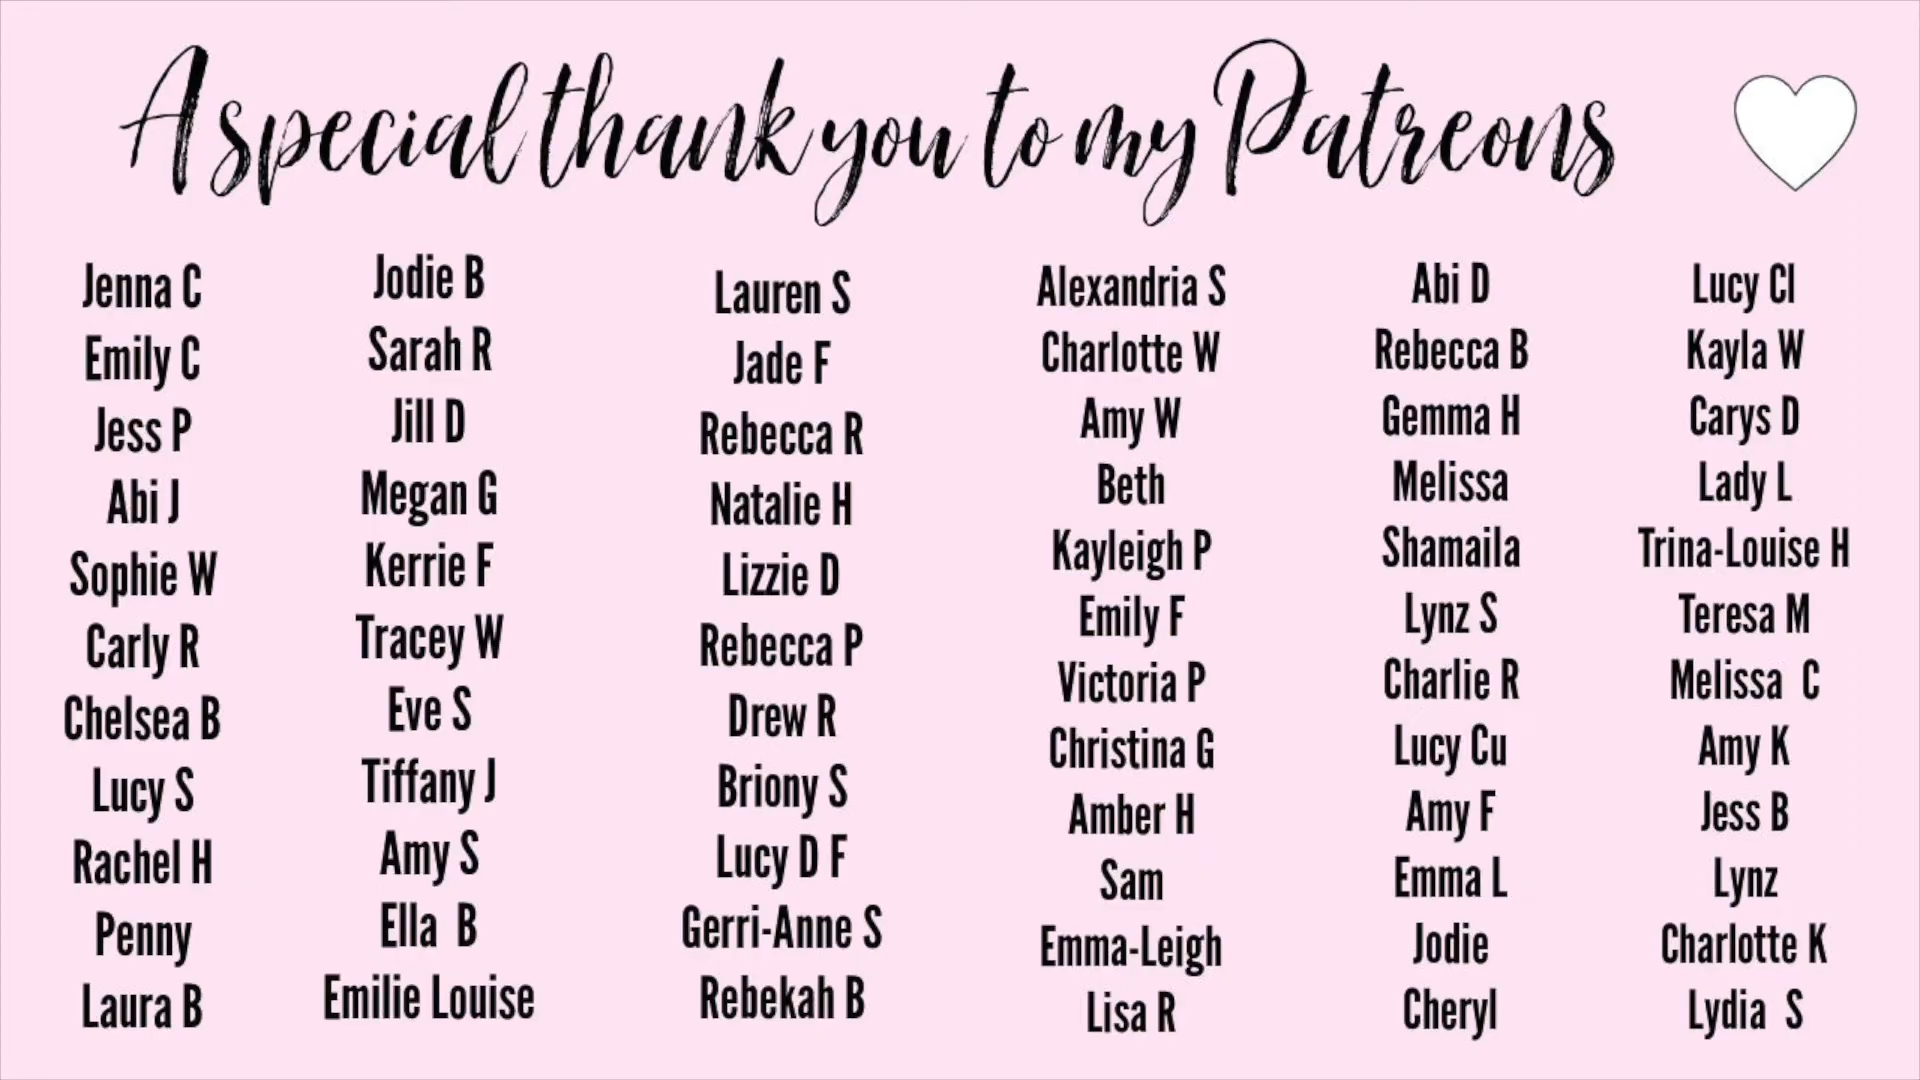 A special thank you to my Patreons
Jenna C
Emily C
Jess P
Abi J
Sophie W
Carly R
Chelsea B
Lucy S
Rachel H
Penny
Laura B
Jodie B
Sarah R
Jill D
Megan G
Kerrie F
Tracey W
Eve S
Tiffany J
Amy S
Ella B
Emilie Louise
Lauren S
Jade F
Rebecca R
Natalie H
Lizzie D
Rebecca P
Drew R
Briony S
Lucy D F
Gerri-Anne S
Rebekah B
Alexandria S
Charlotte W
Amy W
Beth
Kayleigh P
Emily F
Victoria P
Christina G
Amber H
Sam
Emma-Leigh
Lisa R
Abi D
Rebecca B
Gemma H
Melissa
Shamaila
Lynz S
Charlie R
Lucy Cu
Amy F
Emma L
Jodie
Cheryl
Lucy Cl
Kayla W
Carys D
Lady L
Trina-Louise H
Teresa M
Melissa C
Amy K
Jess B
Lynz
Charlotte K
Lydia S